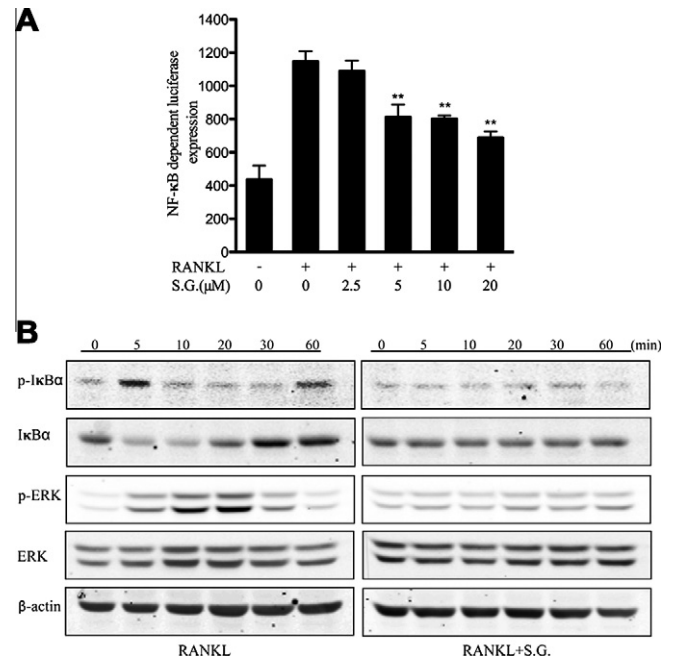 A
NF-κB dependent luciferase
expression
1400
1200
1000
800
600
400
200
0
**
**
**
RANKL - + + + + +
S.G.(μM) 0 0 2.5 5 10 20
B
0 5 10 20 30 60 0 5 10 20 30 60 (min)
p-IκBα
IκBα
p-ERK
ERK
β-actin
RANKL RANKL+S.G.